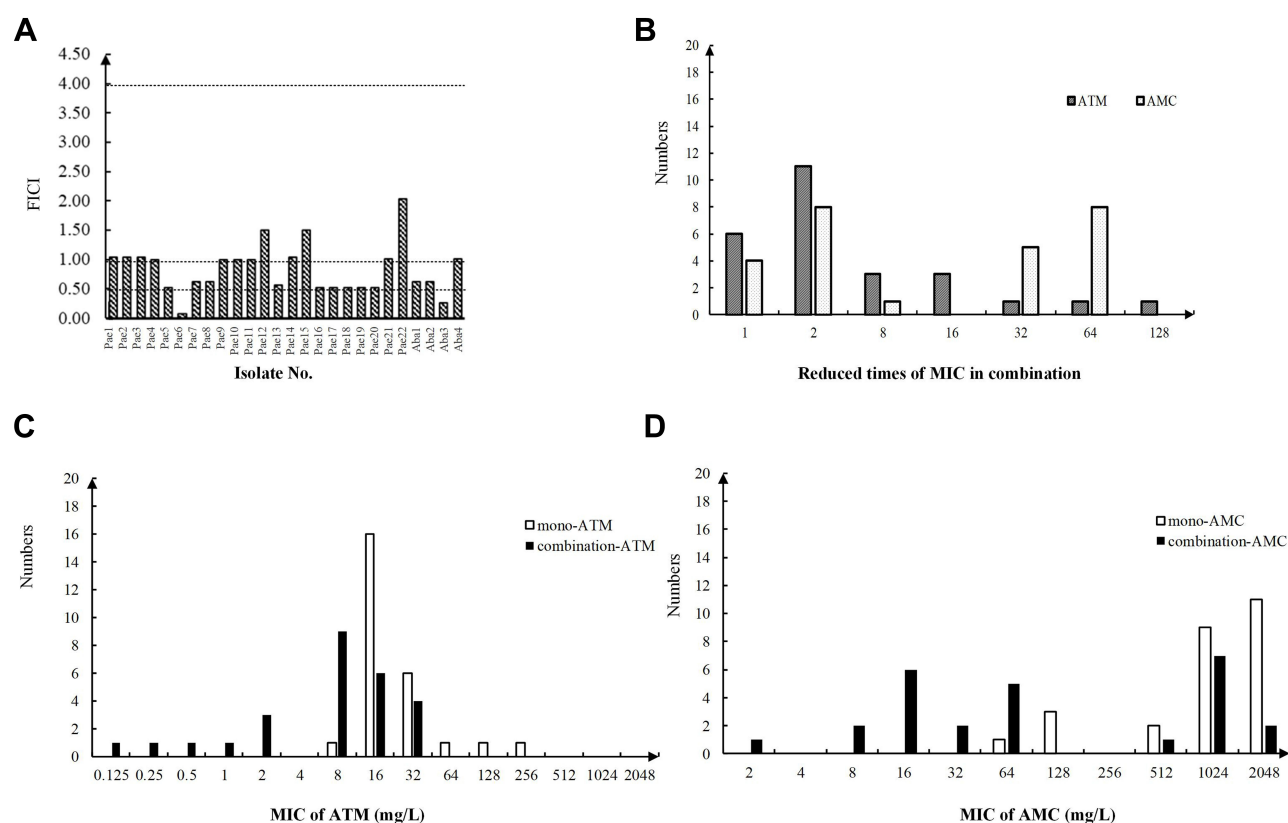 A
4.50
4.00
3.50
3.00
2.50
2.00
1.50
1.00
0.50
0.00
FICI
Pae1 Pae2 Pae3 Pae4 Pae5 Pae6 Pae7 Pae8 Pae9 Pae10 Pae11 Pae12 Pae13 Pae14 Pae15 Pae16 Pae17 Pae18 Pae19 Pae20 Pae21 Pae22 Aba1 Aba2 Aba3 Aba4
Isolate No.
B
20
18
16
14
12
10
8
6
4
2
0
Numbers
ATM AMC
1 2 8 16 32 64 128
Reduced times of MIC in combination
C
20
18
16
14
12
10
8
6
4
2
0
Numbers
mono-ATM
combination-ATM
0.125 0.25 0.5 1 2 4 8 16 32 64 128 256 512 1024 2048
MIC of ATM (mg/L)
D
20
18
16
14
12
10
8
6
4
2
0
Numbers
mono-AMC
combination-AMC
2 4 8 16 32 64 128 256 512 1024 2048
MIC of AMC (mg/L)